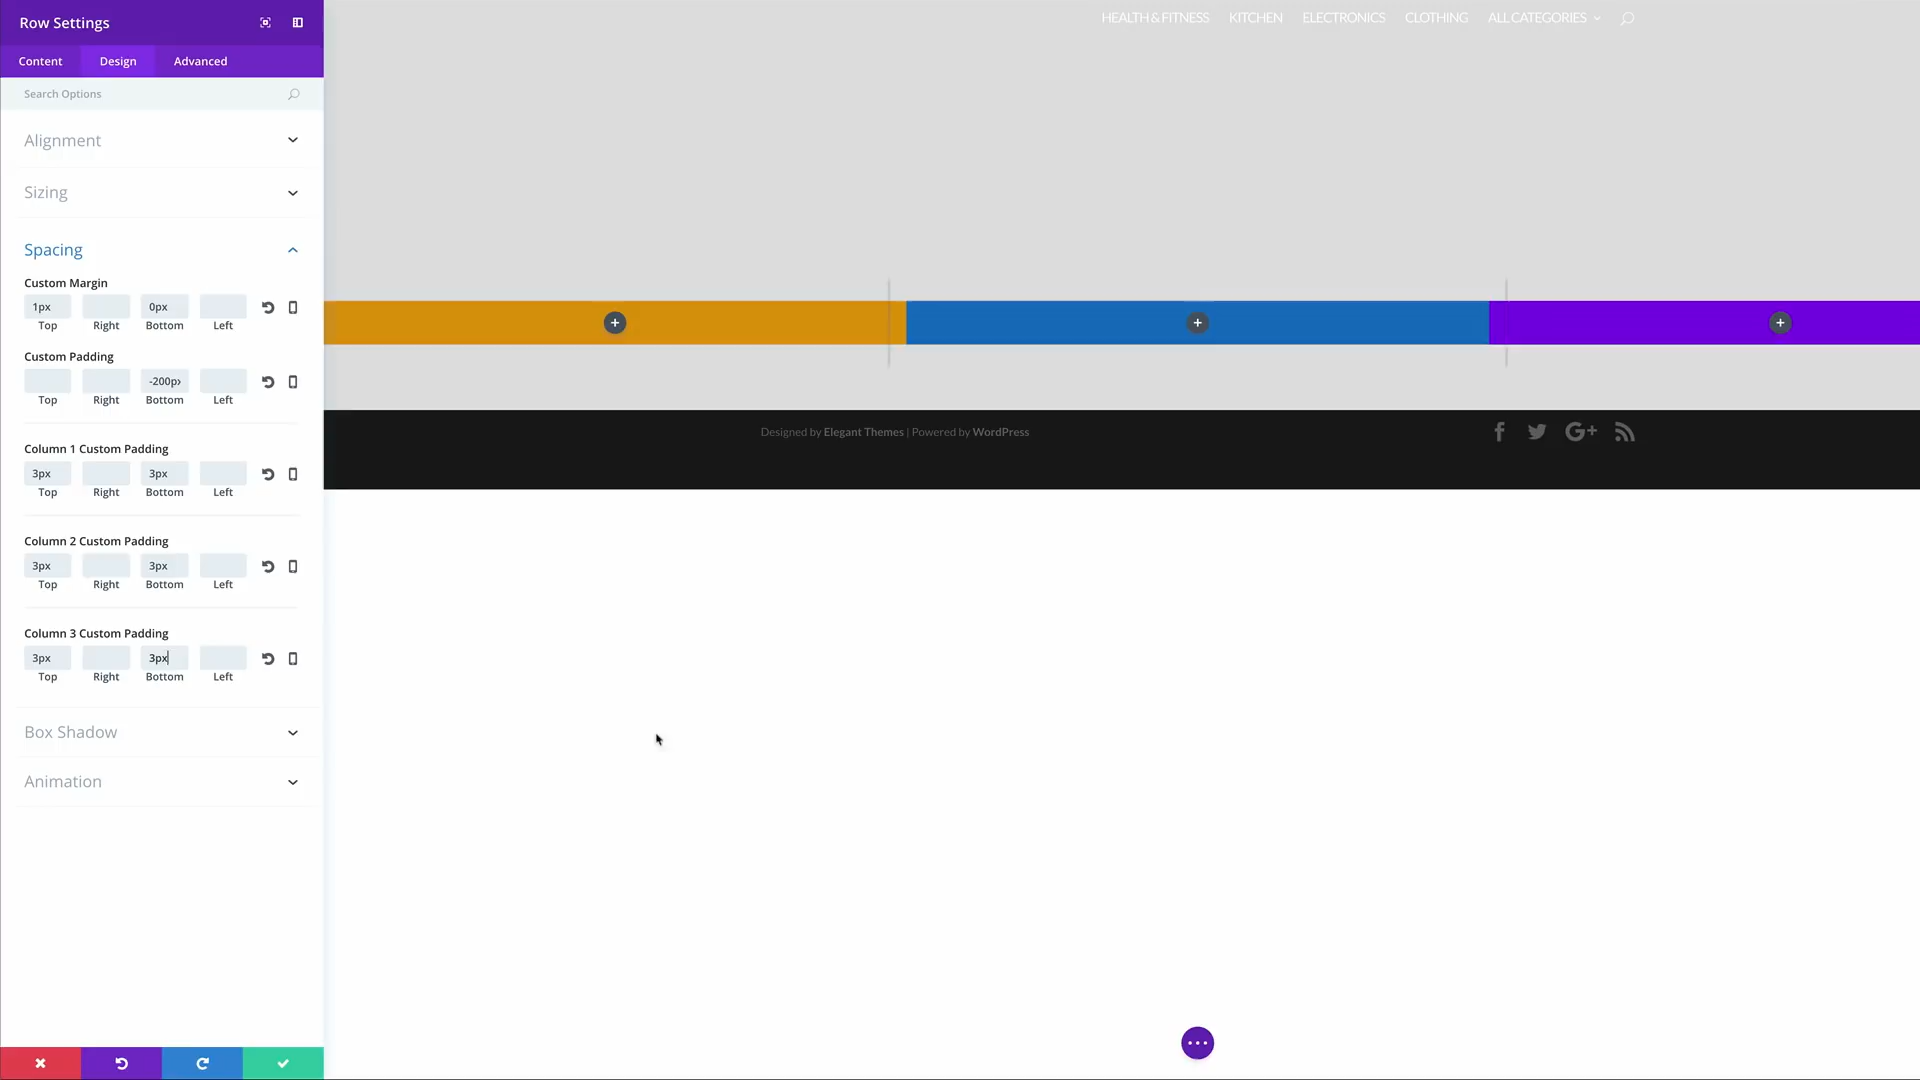 Row Settings
Content
Design
Advanced
Search Options
Alignment
Sizing
Spacing
Custom Margin
1px
0px
Top
Right
Bottom
Left
Custom Padding
-200px
Top
Right
Bottom
Left
Column 1 Custom Padding
3px
3px
Top
Right
Bottom
Left
Column 2 Custom Padding
3px
3px
Top
Right
Bottom
Left
Column 3 Custom Padding
3px
3px
Top
Right
Bottom
Left
Box Shadow
Animation
HEALTH & FITNESS
KITCHEN
ELECTRONICS
CLOTHING
ALL CATEGORIES
Designed by Elegant Themes | Powered by WordPress